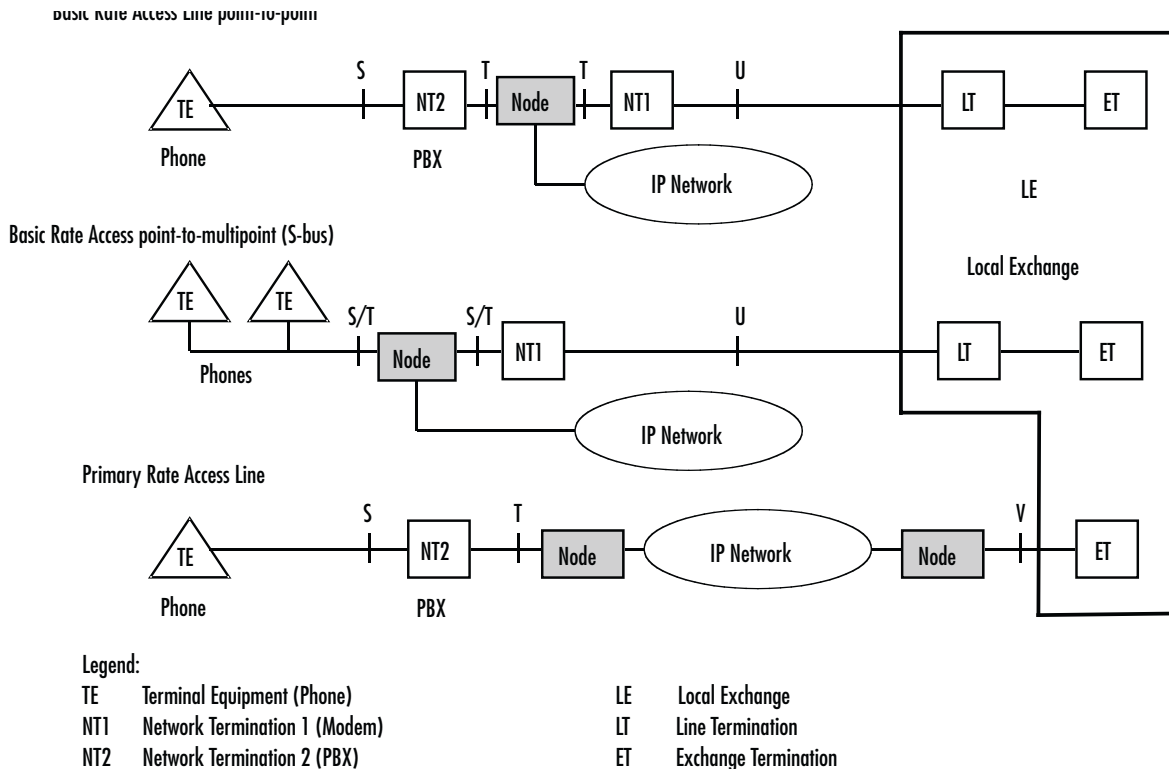 Basic Rate Access Line point-to-point
S T T U
TE NT2 Node NT1 LT ET
Phone PBX
IP Network LE
Basic Rate Access point-to-multipoint (S-bus)
Local Exchange
TE TE
S/T S/T U
Node NT1 LT ET
Phones
IP Network
Primary Rate Access Line
S T V
TE NT2 Node IP Network Node ET
Phone PBX
Legend:
TE Terminal Equipment (Phone) LE Local Exchange
NT1 Network Termination 1 (Modem) LT Line Termination
NT2 Network Termination 2 (PBX) ET Exchange Termination